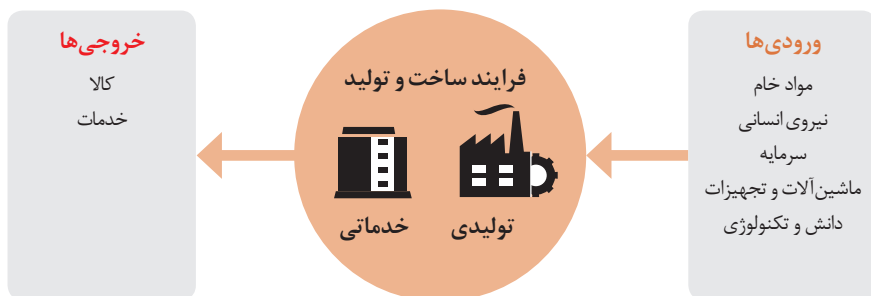 ورودی‌ها
مواد خام
نیروی انسانی
سرمایه
ماشین‌آلات و تجهیزات
دانش و تکنولوژی
فرایند ساخت و تولید
تولیدی
خدماتی
خروجی‌ها
کالا
خدمات